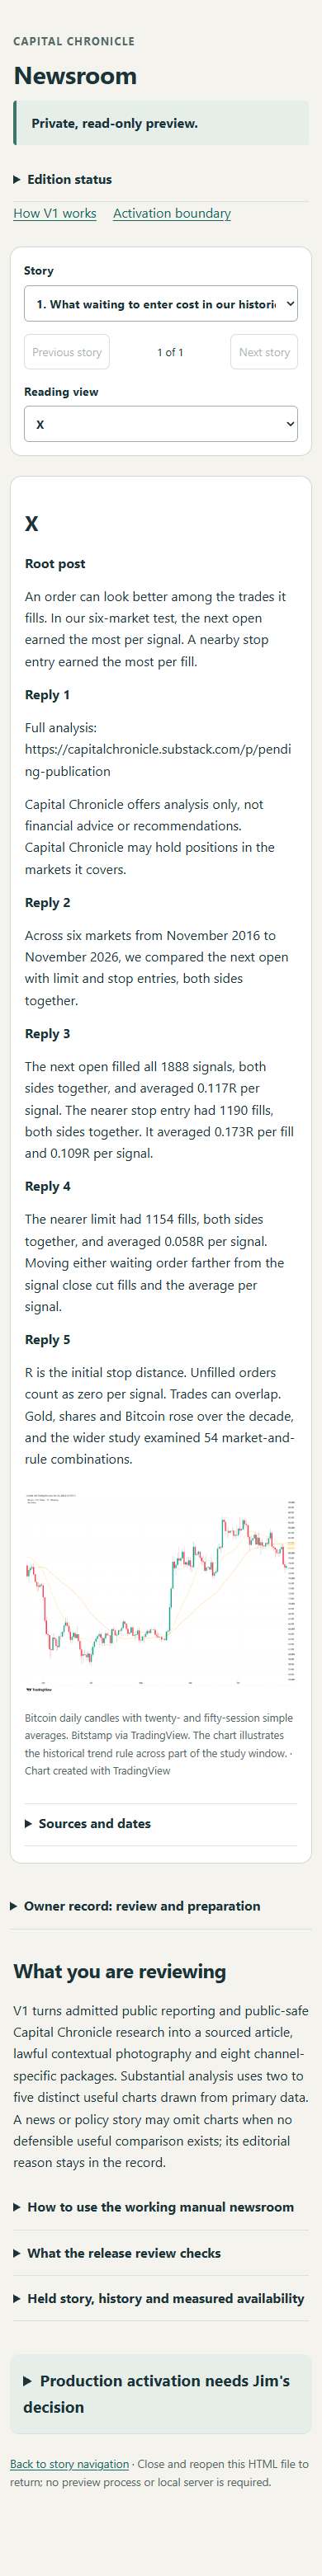 CAPITAL CHRONICLE
Newsroom
Private, read-only preview.
Edition status
How V1 works Activation boundary
Story
1. What waiting to enter cost in our histori
Previous story 1 of 1 Next story
Reading view
X
X
Root post
An order can look better among the trades it
fills. In our six-market test, the next open
earned the most per signal. A nearby stop
entry earned the most per fill.
Reply 1
Full analysis:
https://capitalchronicle.substack.com/p/pendi
ng-publication
Capital Chronicle offers analysis only, not
financial advice or recommendations.
Capital Chronicle may hold positions in the
markets it covers.
Reply 2
Across six markets from November 2016 to
November 2026, we compared the next open
with limit and stop entries, both sides
together.
Reply 3
The next open filled all 1888 signals, both
sides together, and averaged 0.117R per
signal. The nearer stop entry had 1190 fills,
both sides together. It averaged 0.173R per fill
and 0.109R per signal.
Reply 4
The nearer limit had 1154 fills, both sides
together, and averaged 0.058R per signal.
Moving either waiting order farther from the
signal close cut fills and the average per
signal.
Reply 5
R is the initial stop distance. Unfilled orders
count as zero per signal. Trades can overlap.
Gold, shares and Bitcoin rose over the decade,
and the wider study examined 54 market-and-
rule combinations.
TradingView
Bitcoin daily candles with twenty- and fifty-session simple
averages. Bitstamp via TradingView. The chart illustrates
the historical trend rule across part of the study window. ·
Chart created with TradingView
Sources and dates
Owner record: review and preparation
What you are reviewing
V1 turns admitted public reporting and public-safe
Capital Chronicle research into a sourced article,
lawful contextual photography and eight channel-
specific packages. Substantial analysis uses two to
five distinct useful charts drawn from primary data.
A news or policy story may omit charts when no
defensible useful comparison exists; its editorial
reason stays in the record.
How to use the working manual newsroom
What the release review checks
Held story, history and measured availability
Production activation needs Jim's
decision
Back to story navigation · Close and reopen this HTML file to
return; no preview process or local server is required.